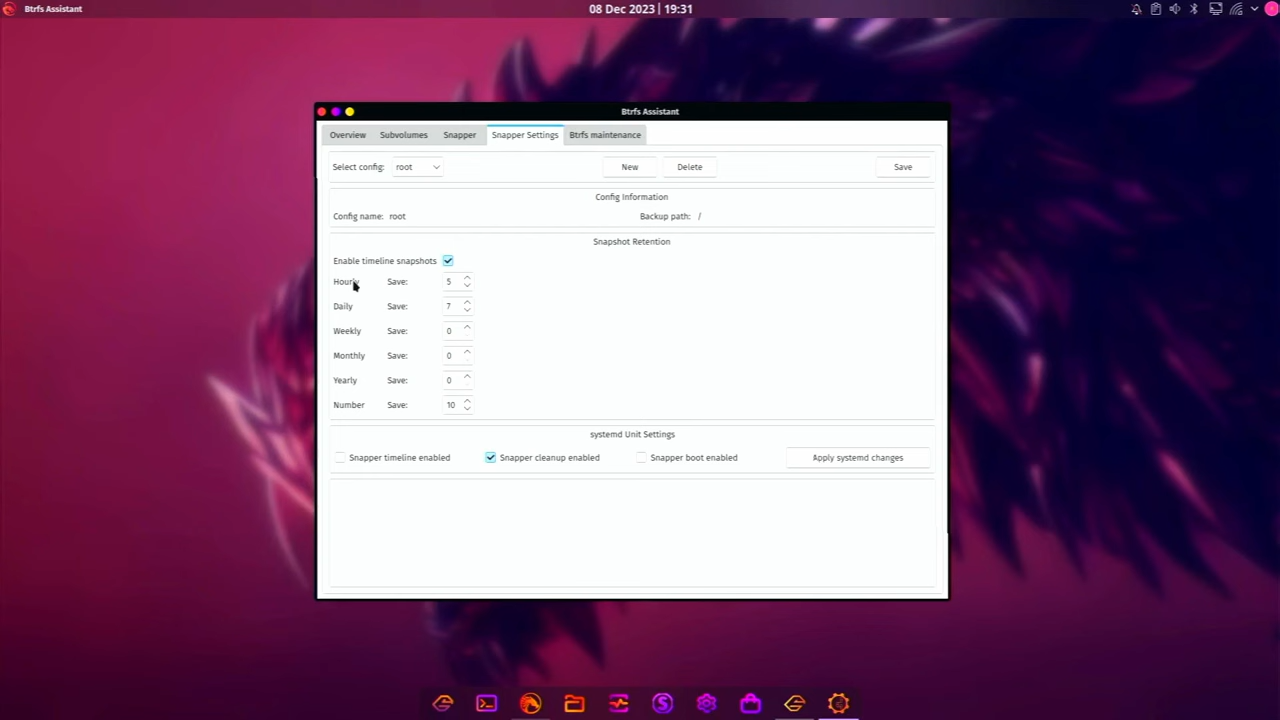 Btrfs Assistant 08 Dec 2023 | 19:31
Btrfs Assistant
Overview Subvolumes Snapper Snapper Settings Btrfs maintenance
Select config: root New Delete Save
Config Information
Config name: root Backup path: /
Snapshot Retention
Enable timeline snapshots
Hourly Save: 5
Daily Save: 7
Weekly Save: 0
Monthly Save: 0
Yearly Save: 0
Number Save: 10
systemd Unit Settings
Snapper timeline enabled Snapper cleanup enabled Snapper boot enabled Apply systemd changes